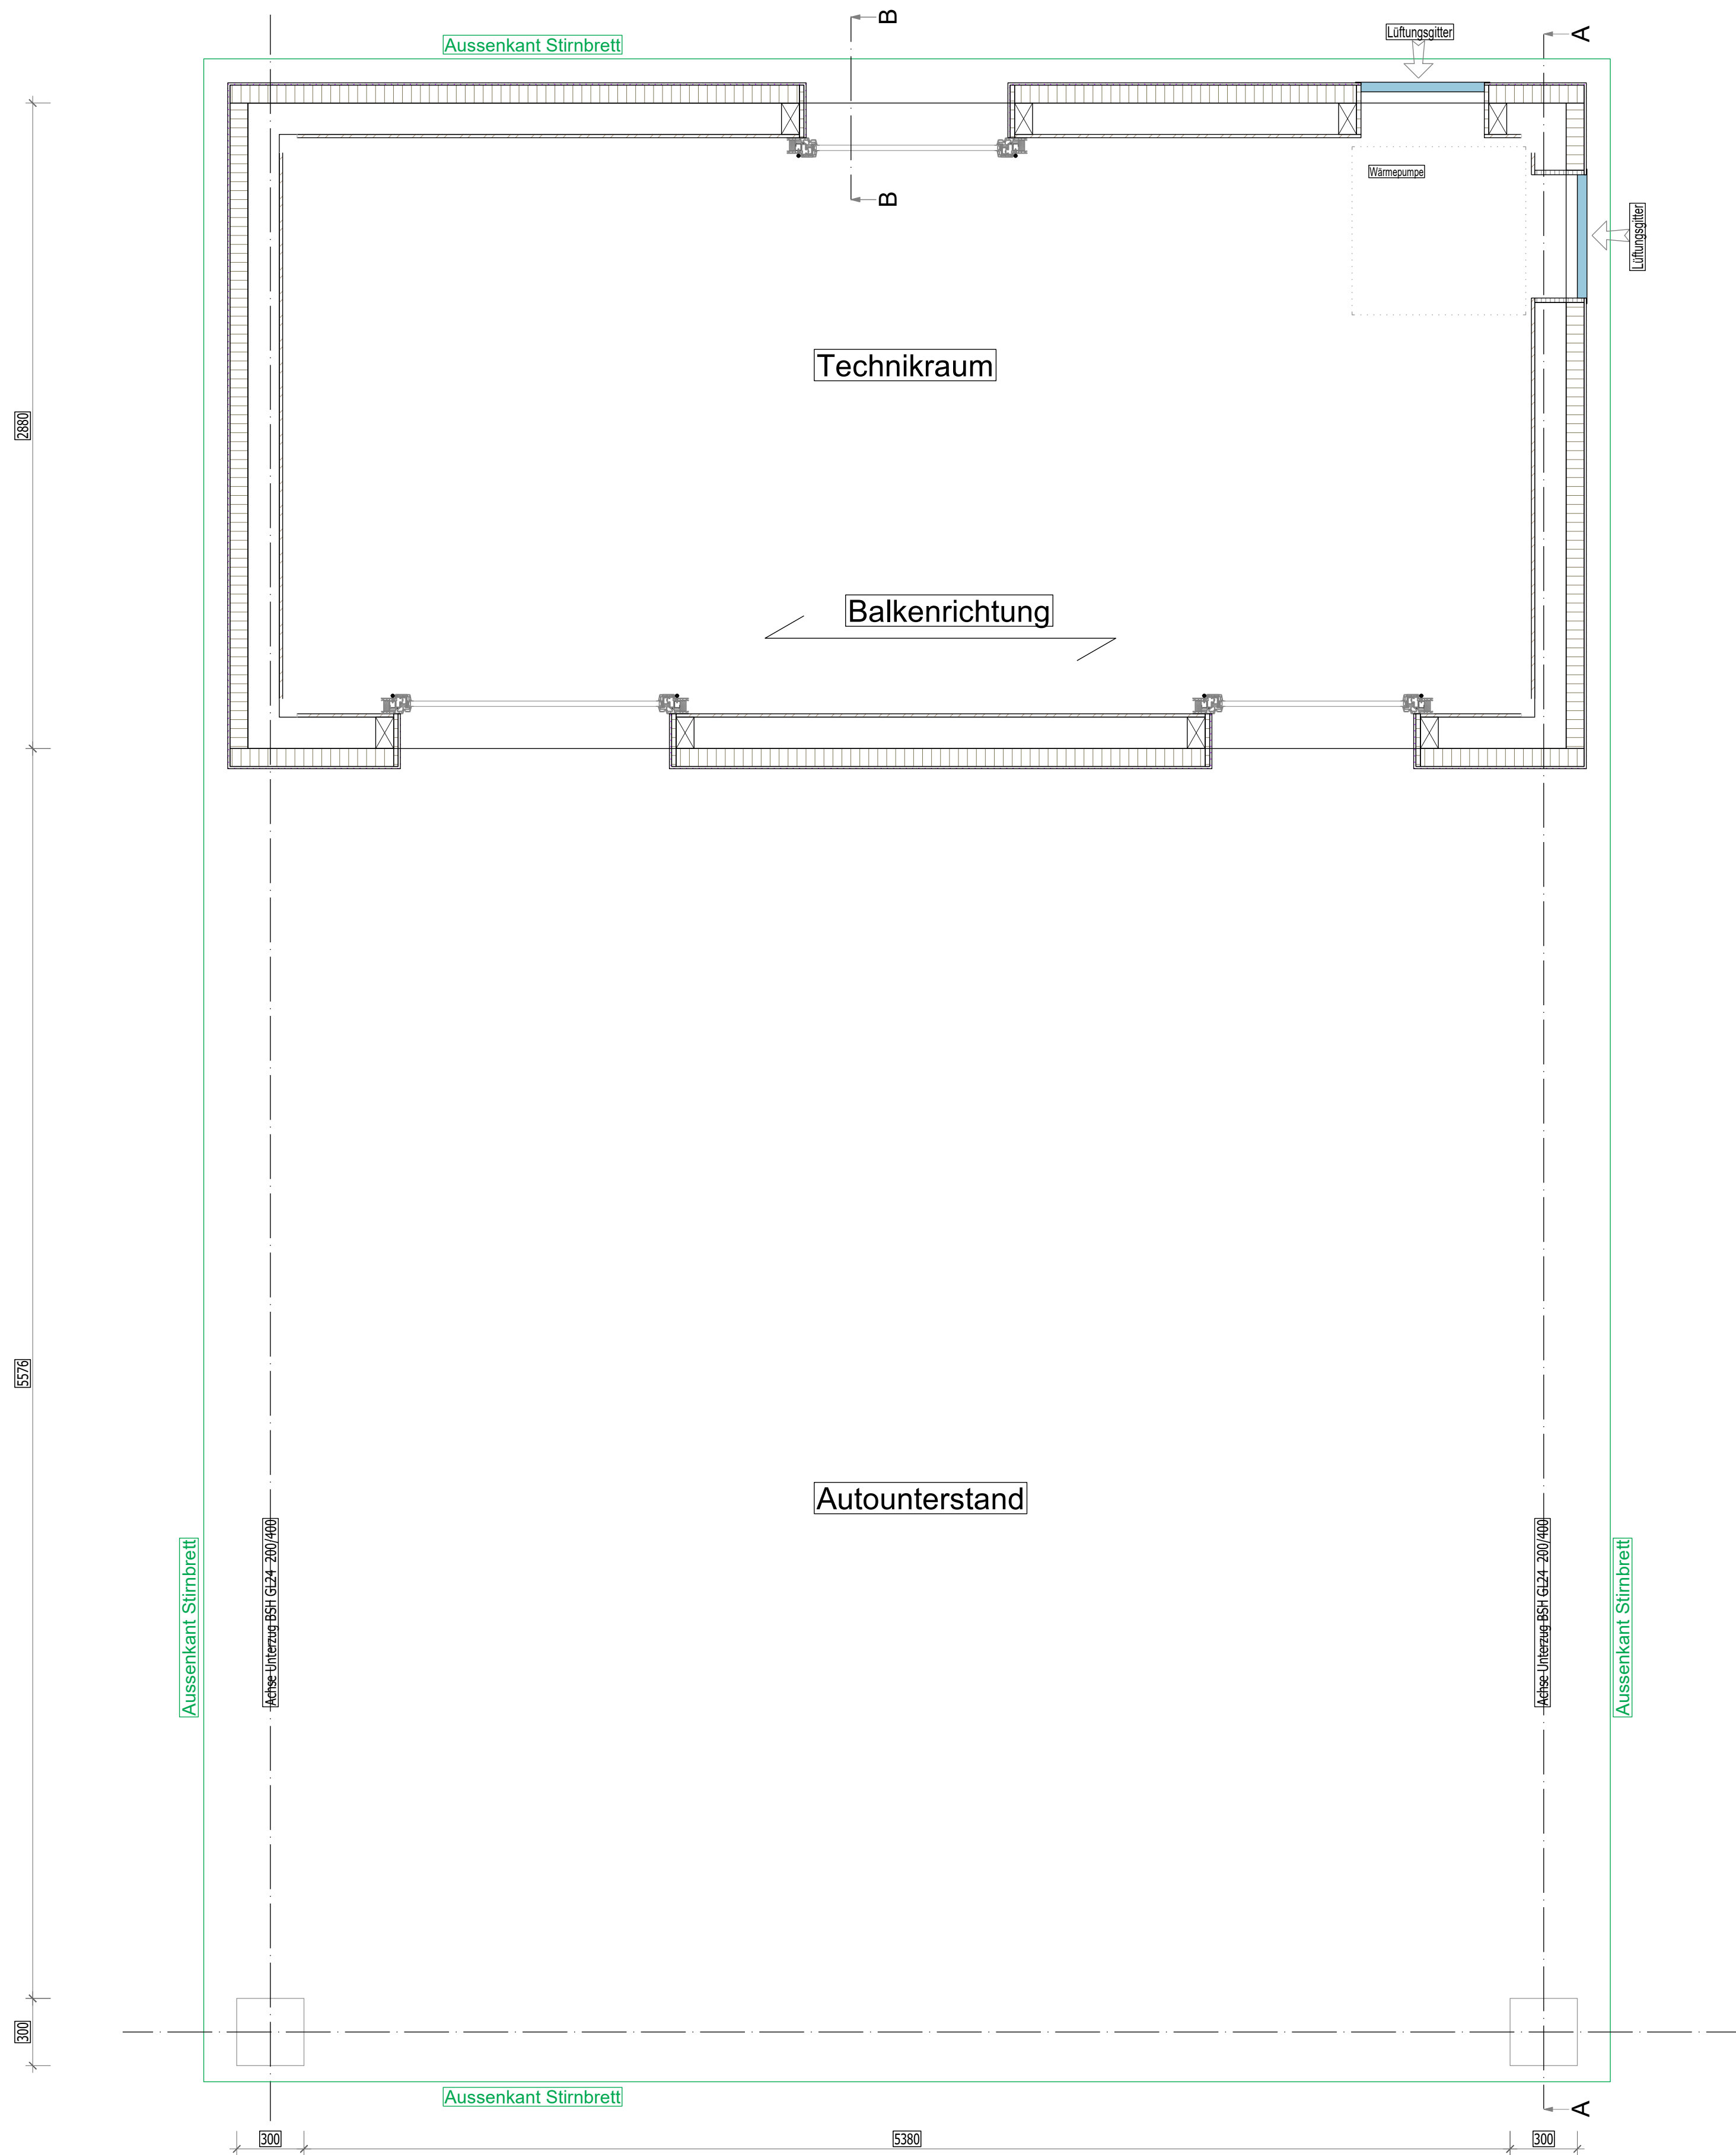 B
A
Lüftungsgitter
Aussenkant Stirnbrett
Wärmepumpe
B
Lüftungsgitter
Technikraum
2880
Balkenrichtung
5576
Autounterstand
Aussenkant Stirnbrett
Achse Unterzug BSH GL24 200/400
Achse Unterzug BSH GL24 200/400
Aussenkant Stirnbrett
300
Aussenkant Stirnbrett
A
300
5380
300